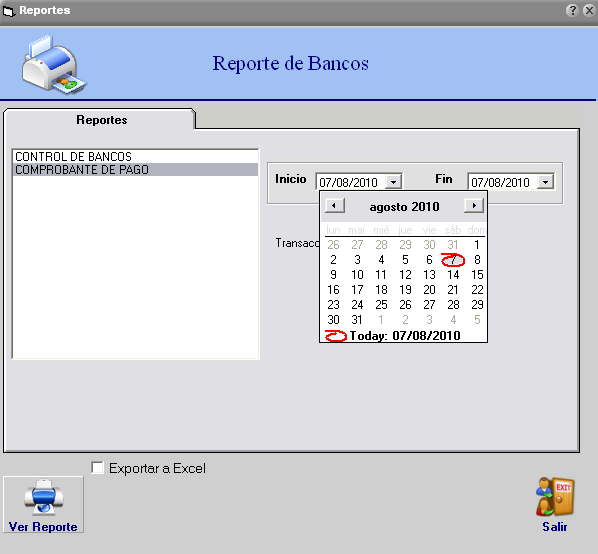 Reportes
Reporte de Bancos
Reportes
CONTROL DE BANCOS
COMPROBANTE DE PAGO
Inicio 07/08/2010 Fin 07/08/2010
agosto 2010
lun mar mié jue vie sáb dom
26 27 28 29 30 31 1
2 3 4 5 6 7 8
9 10 11 12 13 14 15
16 17 18 19 20 21 22
23 24 25 26 27 28 29
30 31 1 2 3 4 5
Today: 07/08/2010
Transacc
Exportar a Excel
Ver Reporte
EXIT
Salir